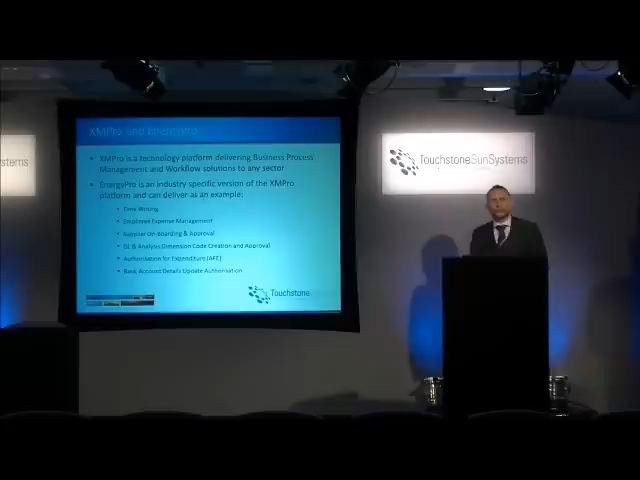 XMPro and EnergyPro
• XMPro is a technology platform delivering Business Process
Management and Workflow solutions to any sector
• EnergyPro is an industry specific version of the XMPro
platform and can deliver as an example:
• Time Writing
• Employee Expense Management
• Supplier On-Boarding & Approval
• GL & Analysis Dimension Code Creation and Approval
• Authorisation for Expenditure (AFE)
• Bank Account Details Update Authorisation
Touchstone
TouchstoneSunSystems
stems